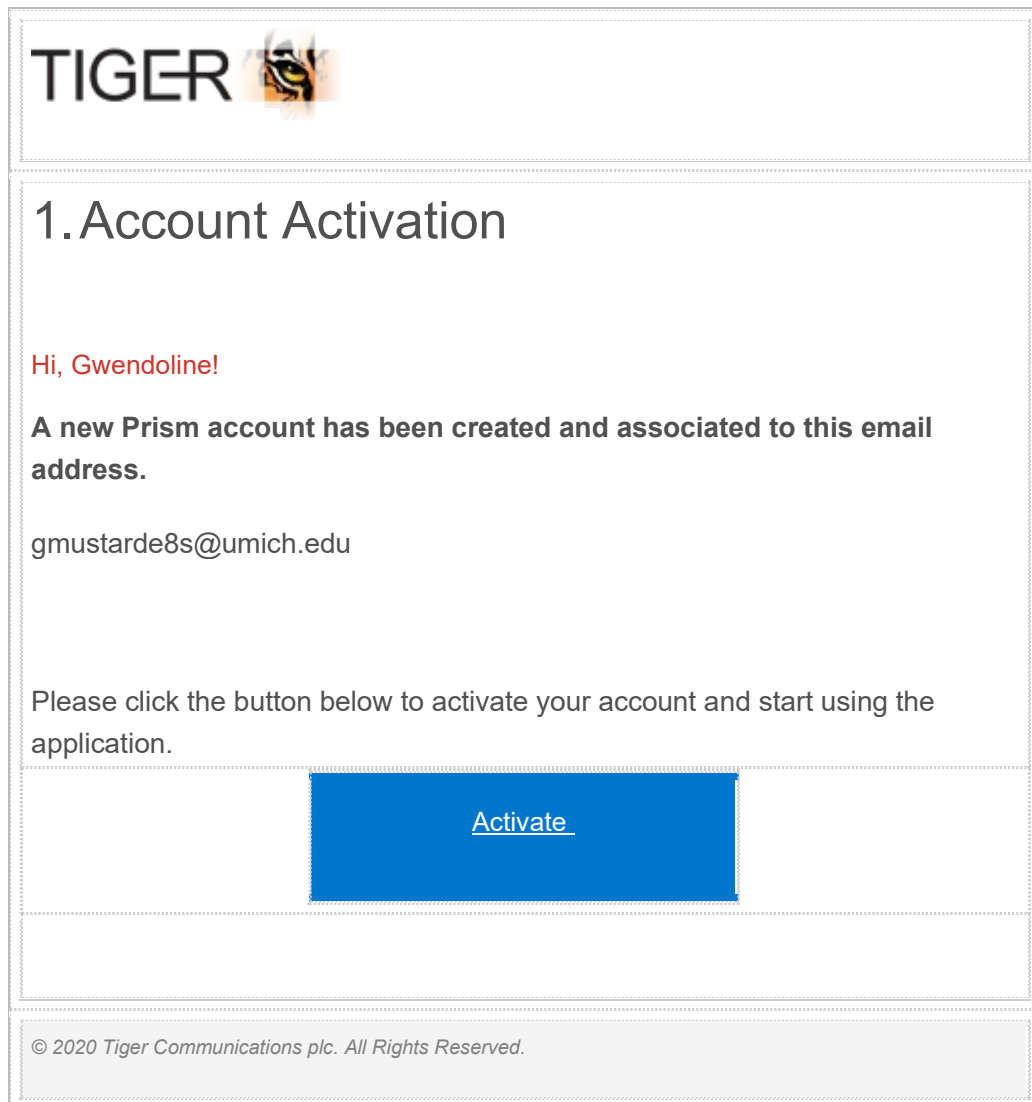 TIGER
1. Account Activation
Hi, Gwendoline!
A new Prism account has been created and associated to this email
address.
gmustarde8s@umich.edu
Please click the button below to activate your account and start using the
application.
Activate
© 2020 Tiger Communications plc. All Rights Reserved.